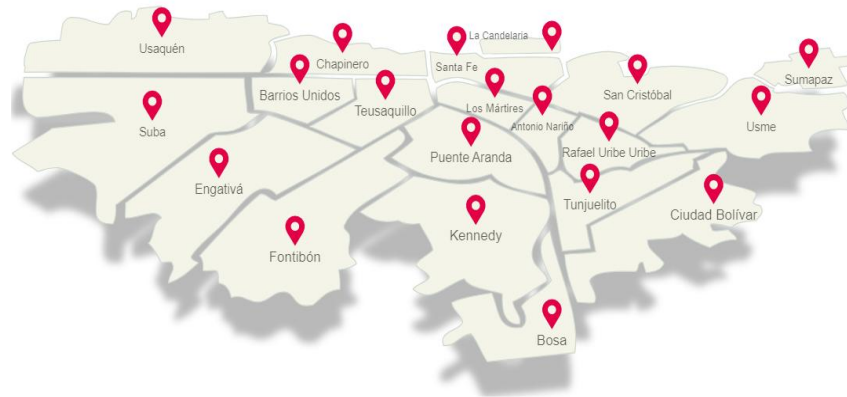 Usaquén
Chapinero
Santa Fe
La Candelaria
San Cristóbal
Sumapaz
Suba
Barrios Unidos
Teusaquillo
Los Mártires
Antonio Nariño
Rafael Uribe Uribe
Usme
Engativá
Puente Aranda
Tunjuelito
Ciudad Bolívar
Fontibón
Kennedy
Bosa